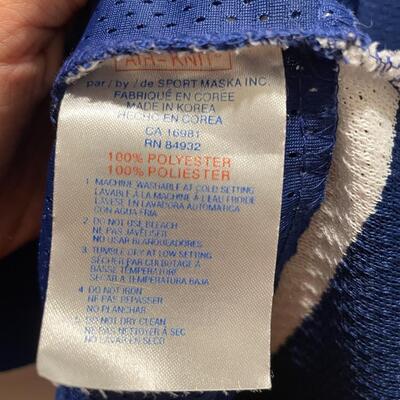 AIR-KNIT
par/by/de SPORT MASKA INC.
FABRIQUÉ EN CORÉE
MADE IN KOREA
HECHO EN COREO
CA 16981
RN 84932
100% POLYESTER
100% POLIESTER
1 MACHINE WASHABLE AT COLD SETTING
LAVABLE À LA MACHINE À L'EAU FROIDE
LAVESE EN LAVADORA AUTOMATICA
CON AGUA FRIA
2 DO NOT USE BLEACH
NE PAS JAVÉLISER
NO USAR BLANQUEADORES
3 TUMBLE DRY AT LOW SETTING
SÉCHER PAR CULBUTAGE À
BASSE TEMPÉRATURE
SECAR A TEMPERATURA BAJA
4 DO NOT IRON
NE PAS REPASSER
NO PLANCHAR
5 DO NOT DRY CLEAN
NE PAS NETTOYER À SEC
NO LAVAR EN SECO